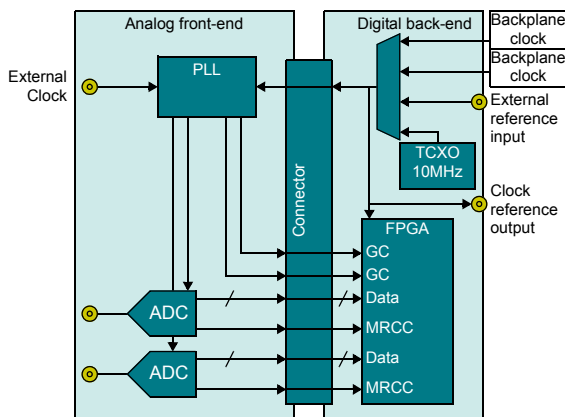 Analog front-end
Digital back-end
Backplane
clock
Backplane
clock
External
Clock
PLL
External
reference
input
TCXO
10MHz
Clock
reference
output
Connector
FPGA
GC
GC
Data
MRCC
Data
MRCC
ADC
ADC